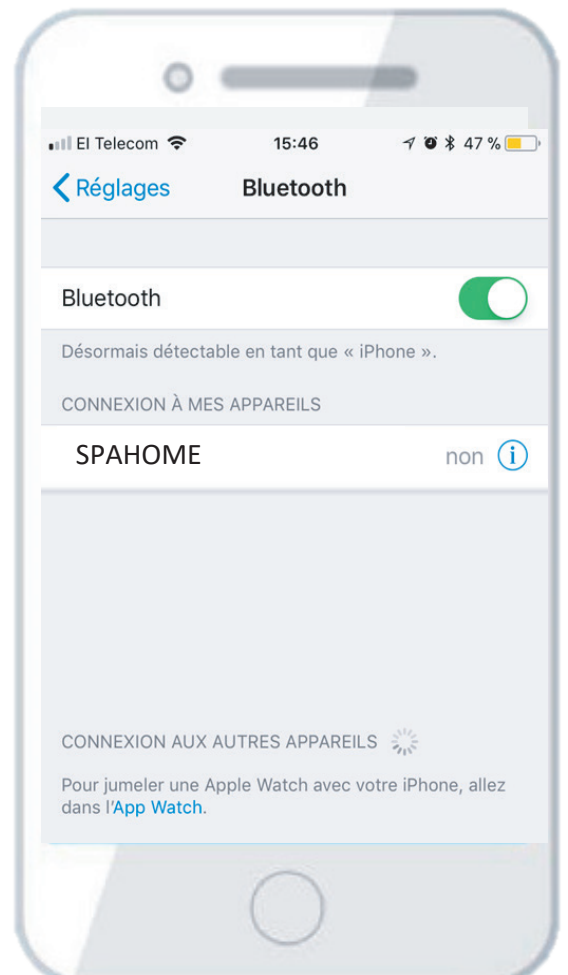 El Telecom 15:46 47 %
Réglages Bluetooth
Bluetooth
Désormais détectable en tant que « iPhone ».
CONNEXION À MES APPAREILS
SPAHOME non i
CONNEXION AUX AUTRES APPAREILS
Pour jumeler une Apple Watch avec votre iPhone, allez
dans l'App Watch.